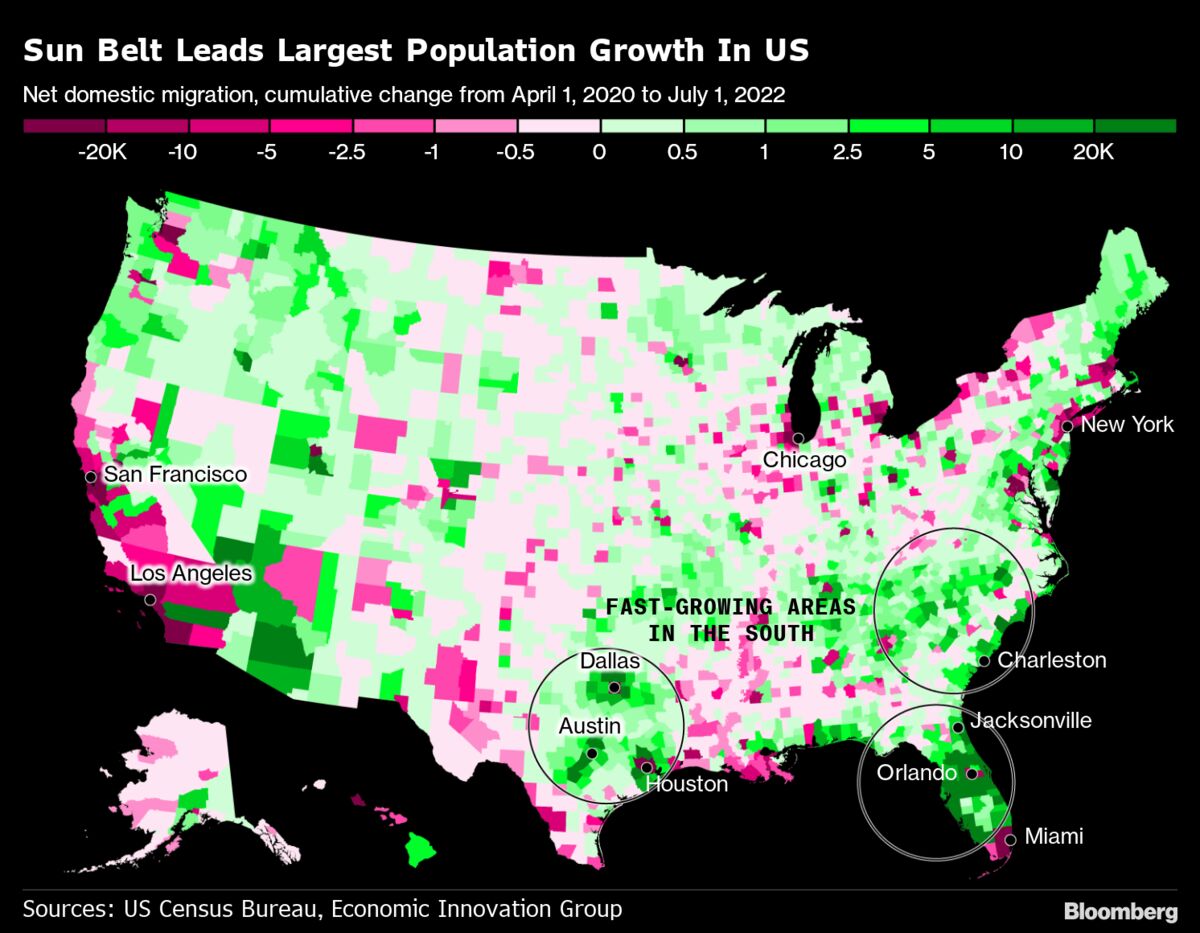 Sun Belt Leads Largest Population Growth In US
Net domestic migration, cumulative change from April 1, 2020 to July 1, 2022
-20K -10 -5 -2.5 -1 -0.5 0 0.5 1 2.5 5 10 20K
New York
Chicago
San Francisco
Los Angeles
FAST-GROWING AREAS
IN THE SOUTH
Dallas
Charleston
Austin
Jacksonville
Orlando
Houston
Miami
Sources: US Census Bureau, Economic Innovation Group
Bloomberg